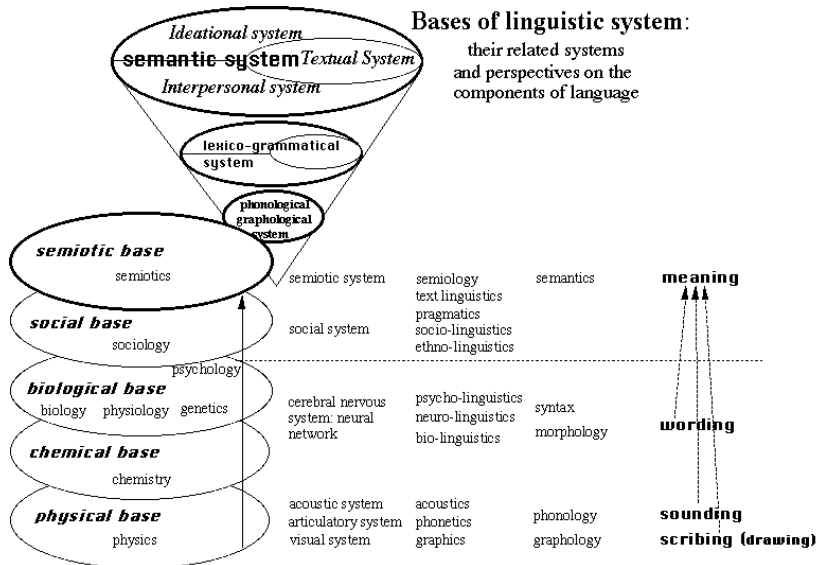 Bases of linguistic system:
their related systems
and perspectives on the
components of language
Ideational system
semantic system Textual System
Interpersonal system
lexico-grammatical
system
phonological
graphological
system
semiotic base
semiotics
semiotic system semiology semantics meaning
text linguistics
pragmatics
social base
social system socio-linguistics
sociology
ethno-linguistics
psychology
biological base
biology physiology genetics
cerebral nervous
system: neural
network
psycho-linguistics
neuro-linguistics
bio-linguistics
syntax
morphology
wording
chemical base
chemistry
physical base
physics
acoustic system acoustics
articulatory system phonetics phonology sounding
visual system graphics graphology scribing (drawing)